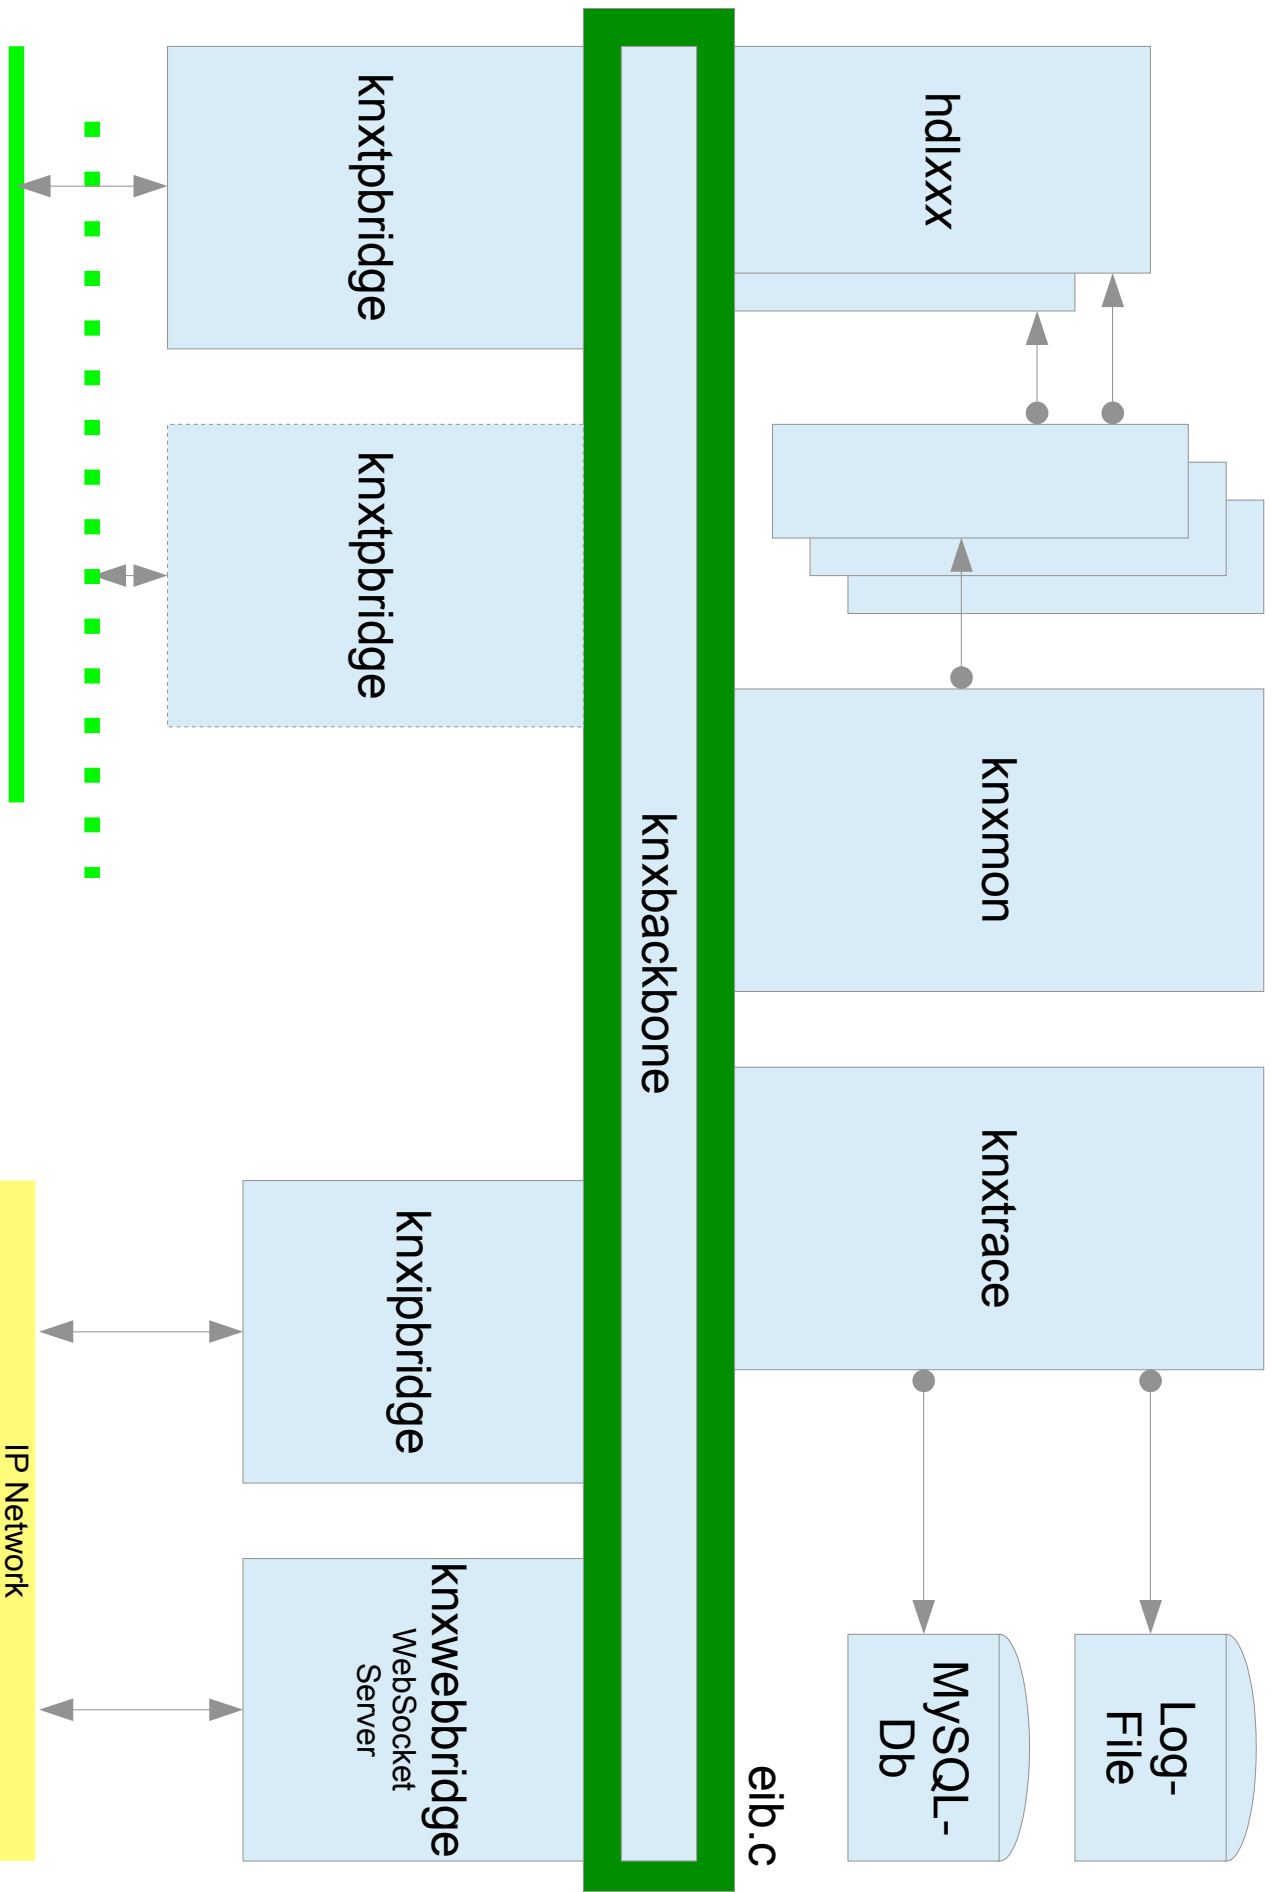 hdlxxx
knxmon
knxtrace
Log-
File
MySQL-
Db
eib.c
knxbackbone
knxtpbridge
knxtpbridge
knxipbridge
knxwebbridge
WebSocket
Server
IP Network